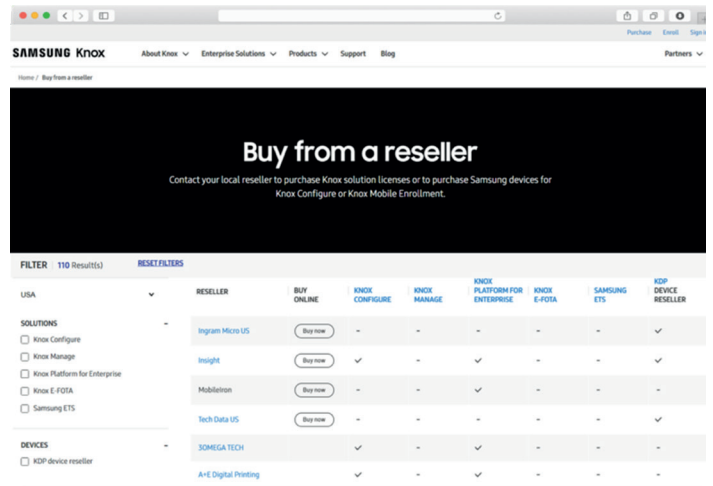 Purchase Enroll Sign i
SAMSUNG Knox About Knox Enterprise Solutions Products Support Blog Partners
Home / Buy from a reseller
Buy from a reseller
Contact your local reseller to purchase Knox solution licenses or to purchase Samsung devices for
Knox Configure or Knox Mobile Enrollment.
FILTER 110 Result(s) RESET FILTERS
USA
SOLUTIONS –
Knox Configure
Knox Manage
Knox Platform for Enterprise
Knox E-FOTA
Samsung ETS
DEVICES –
KDP device reseller
RESELLER BUY ONLINE KNOX CONFIGURE KNOX MANAGE KNOX PLATFORM FOR ENTERPRISE KNOX E-FOTA SAMSUNG ETS KDP DEVICE RESELLER
Ingram Micro US Buy now – – – – – ✓
Insight Buy now ✓ – ✓ – – ✓
MobileIron Buy now – – ✓ – – –
Tech Data US Buy now – – – – – ✓
3OMEGA TECH ✓ – ✓ – – –
A+E Digital Printing ✓ – ✓ – – –